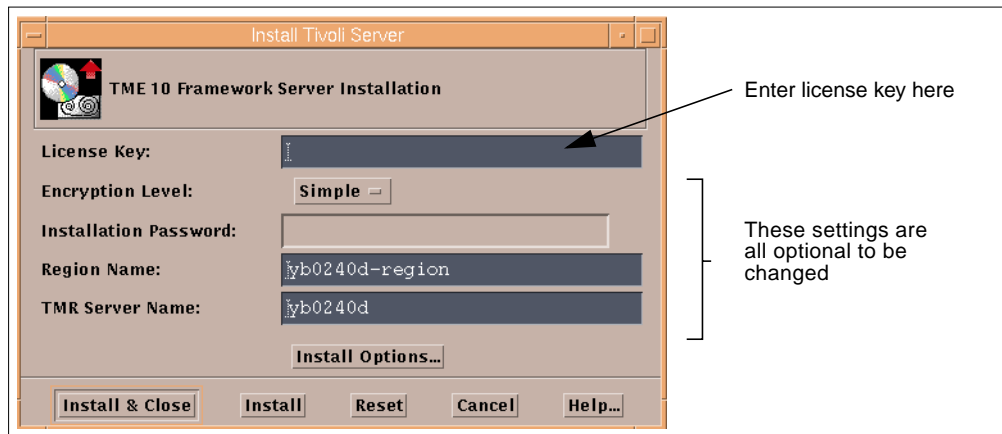 Install Tivoli Server
TME 10 Framework Server Installation
Enter license key here
License Key:
Encryption Level: Simple
Installation Password:
Region Name: yb0240d-region
TMR Server Name: yb0240d
These settings are
all optional to be
changed
Install Options...
Install & Close Install Reset Cancel Help...